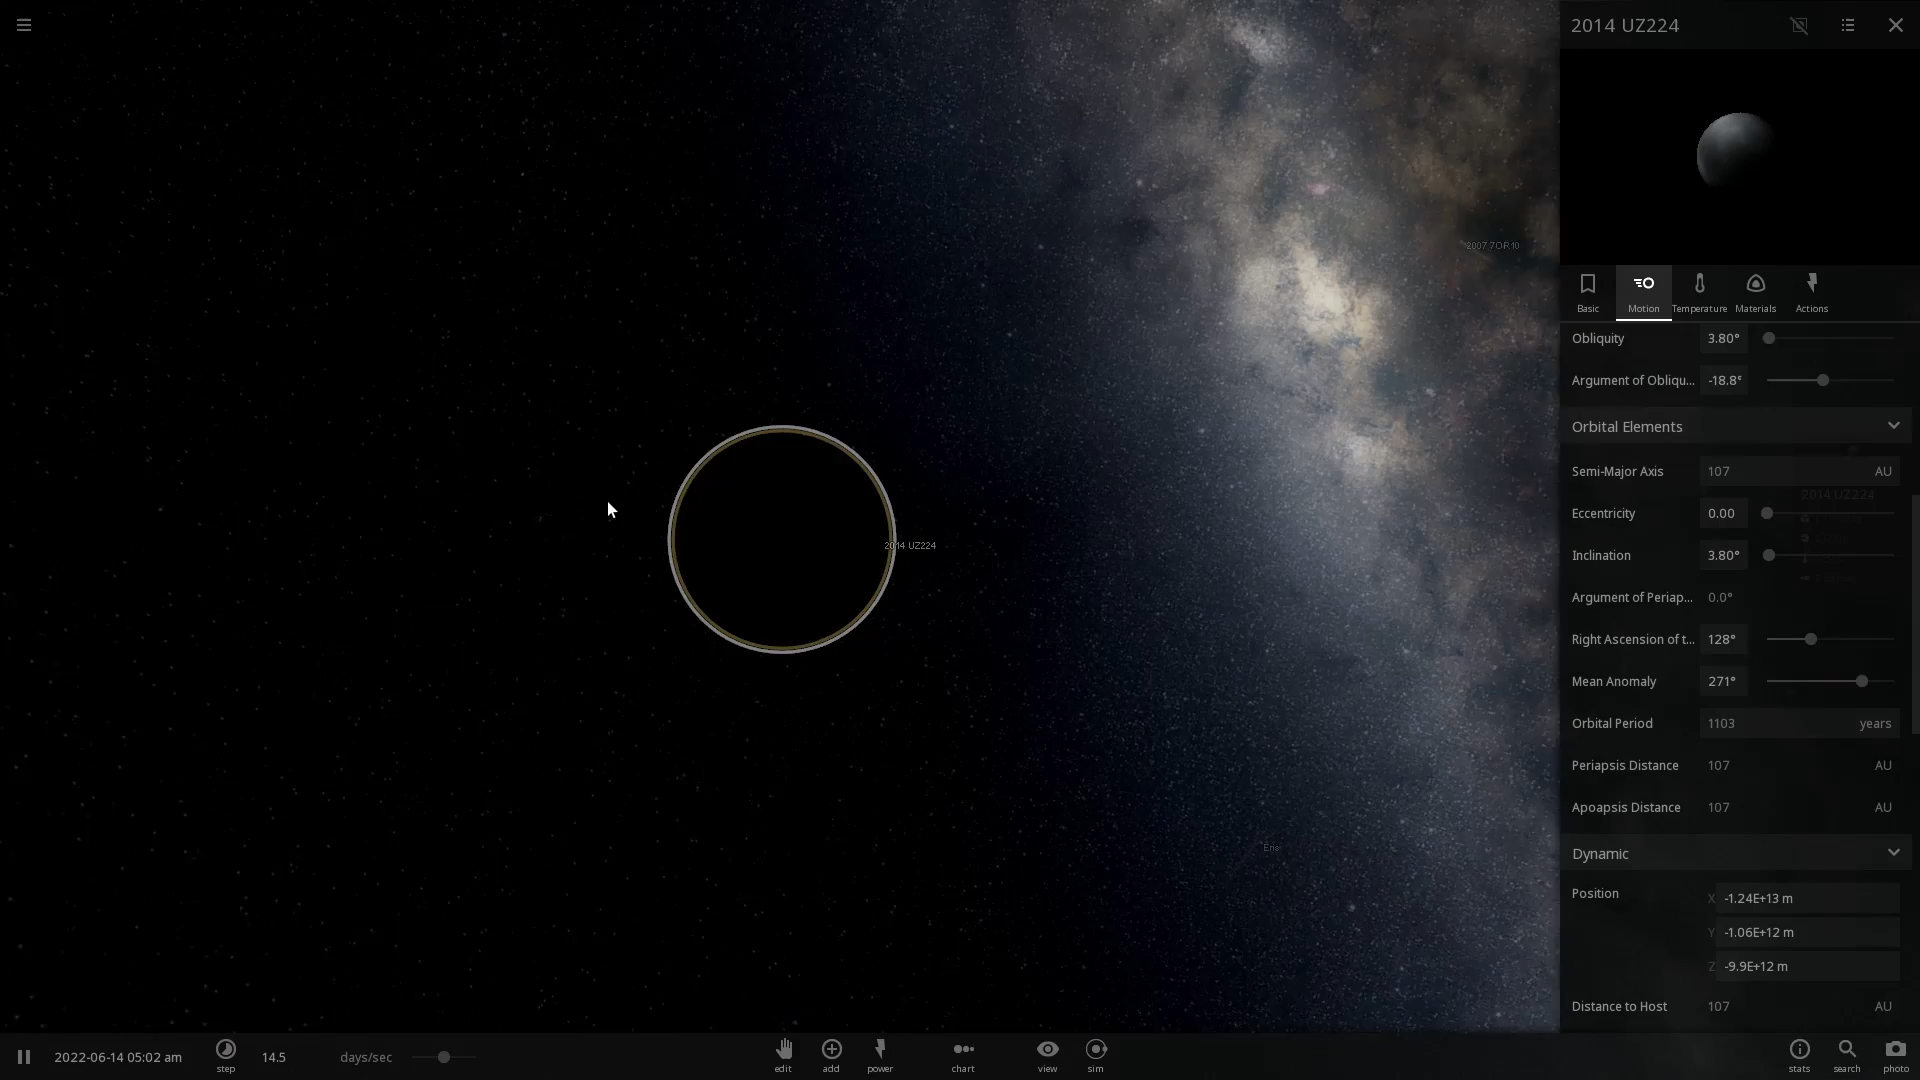 2014 UZ224
2007 7OR10
Basic
Motion
Temperature
Materials
Actions
Obliquity 3.80°
Argument of Obliqu... -18.8°
Orbital Elements
Semi-Major Axis 107 AU
2014 UZ224
Eccentricity 0.00
2014 UZ224
Inclination 3.80°
Argument of Periap... 0.0°
Right Ascension of t... 128°
Mean Anomaly 271°
Orbital Period 1103 years
Periapsis Distance 107 AU
Apoapsis Distance 107 AU
Eris
Dynamic
Position X -1.24E+13 m
Y -1.06E+12 m
Z -9.9E+12 m
Distance to Host 107 AU
2022-06-14 05:02 am
step
14.5 days/sec
edit
add
power
chart
view
sim
stats
search
photo